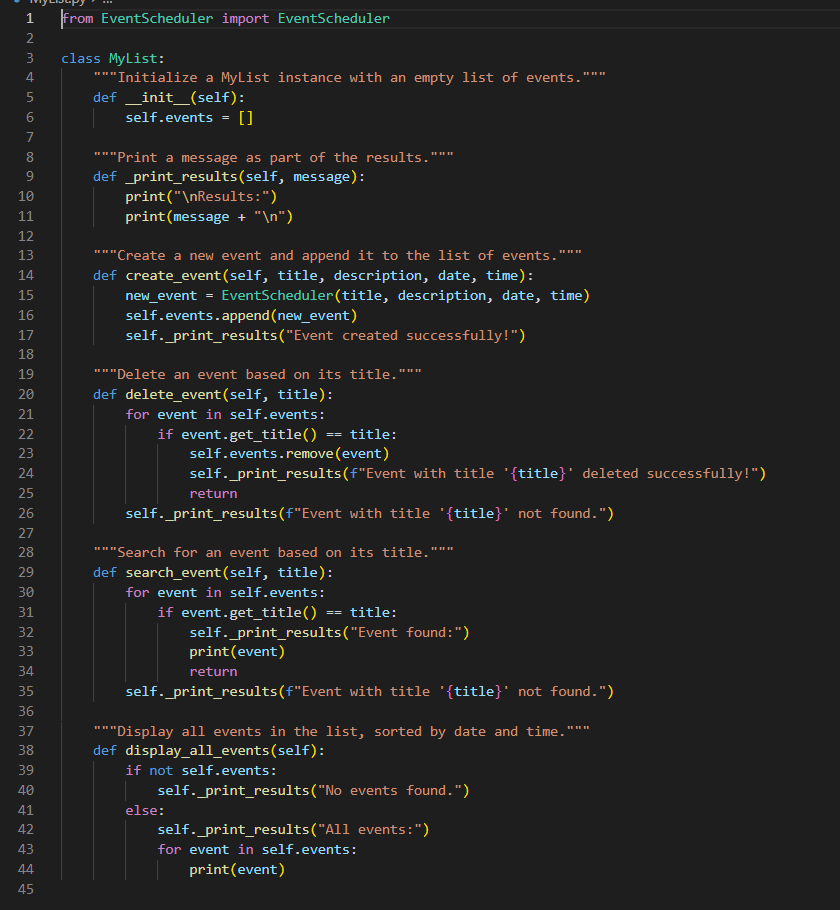 MyList.py > ...
1 from EventScheduler import EventScheduler
2
3 class MyList:
4     """Initialize a MyList instance with an empty list of events."""
5     def __init__(self):
6         self.events = []
7
8     """Print a message as part of the results."""
9     def _print_results(self, message):
10         print("\nResults:")
11         print(message + "\n")
12
13     """Create a new event and append it to the list of events."""
14     def create_event(self, title, description, date, time):
15         new_event = EventScheduler(title, description, date, time)
16         self.events.append(new_event)
17         self._print_results("Event created successfully!")
18
19     """Delete an event based on its title."""
20     def delete_event(self, title):
21         for event in self.events:
22             if event.get_title() == title:
23                 self.events.remove(event)
24                 self._print_results(f"Event with title '{title}' deleted successfully!")
25                 return
26         self._print_results(f"Event with title '{title}' not found.")
27
28     """Search for an event based on its title."""
29     def search_event(self, title):
30         for event in self.events:
31             if event.get_title() == title:
32                 self._print_results("Event found:")
33                 print(event)
34                 return
35         self._print_results(f"Event with title '{title}' not found.")
36
37     """Display all events in the list, sorted by date and time."""
38     def display_all_events(self):
39         if not self.events:
40             self._print_results("No events found.")
41         else:
42             self._print_results("All events:")
43             for event in self.events:
44                 print(event)
45